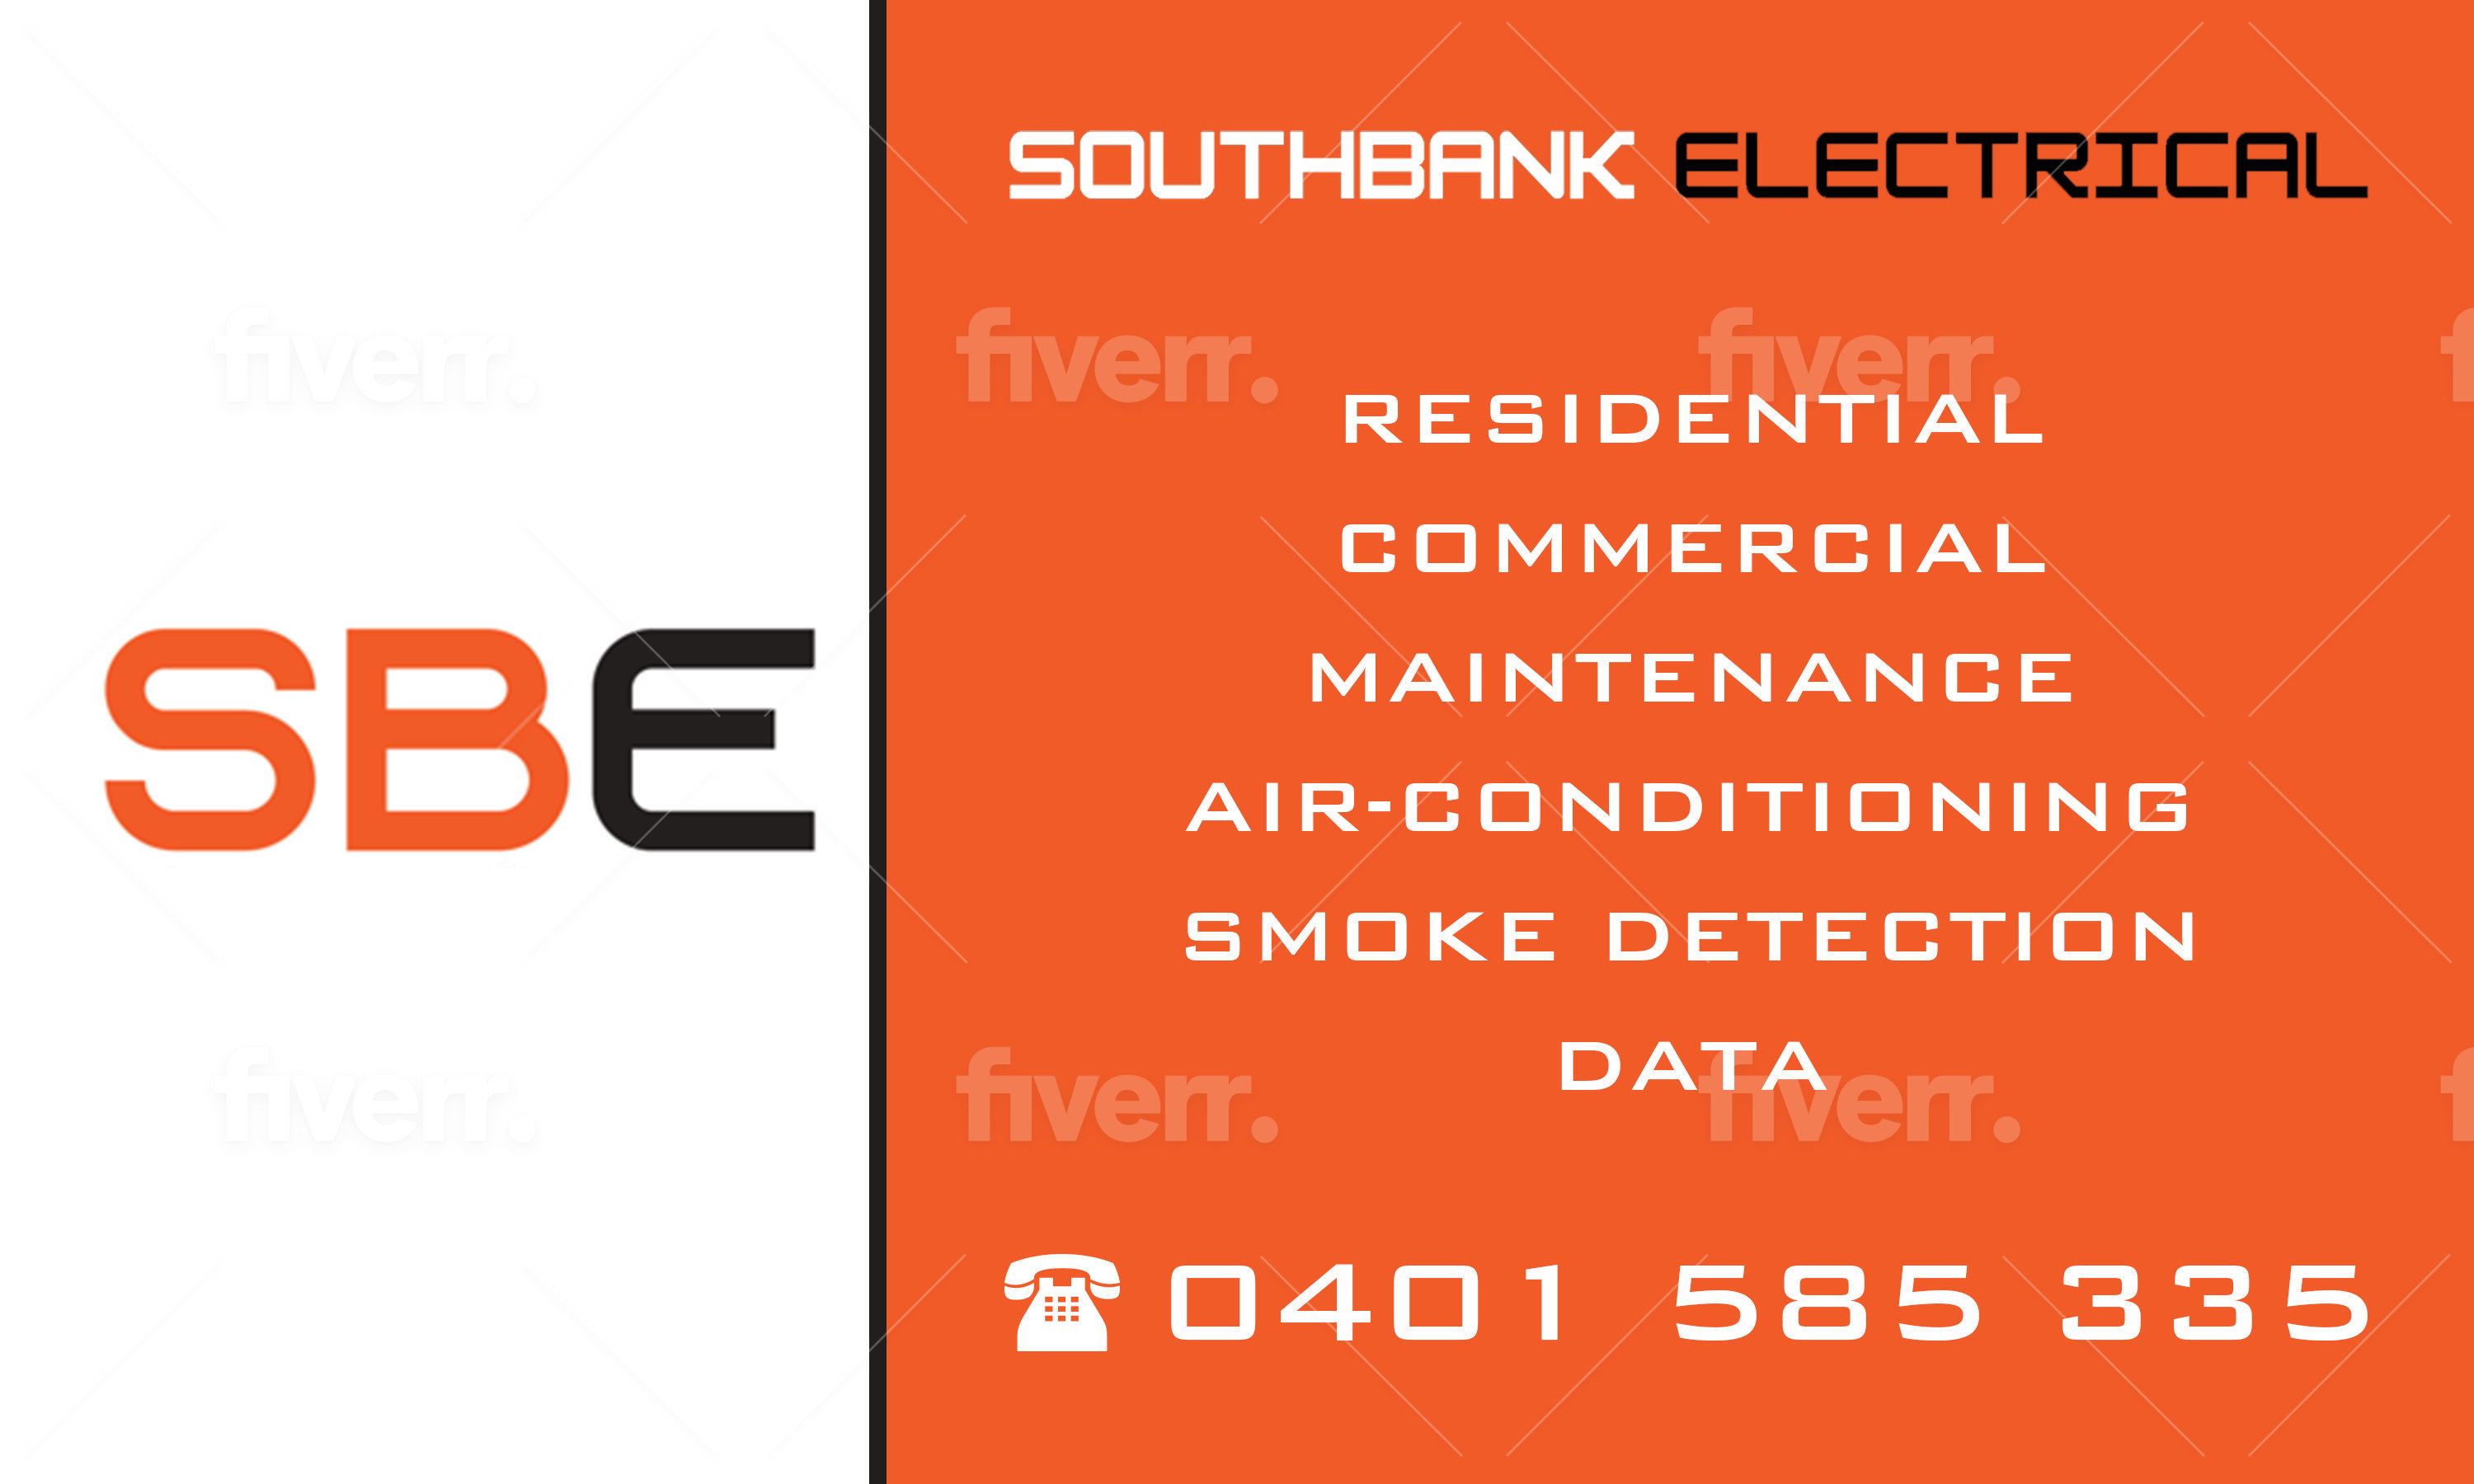 SBE
SOUTHBANK ELECTRICAL
fiverr. fiverr. fiverr. f
RESIDENTIAL
COMMERCIAL
MAINTENANCE
AIR-CONDITIONING
SMOKE DETECTION
DATA
fiverr. fiverr. fiverr. f
0401 585 335